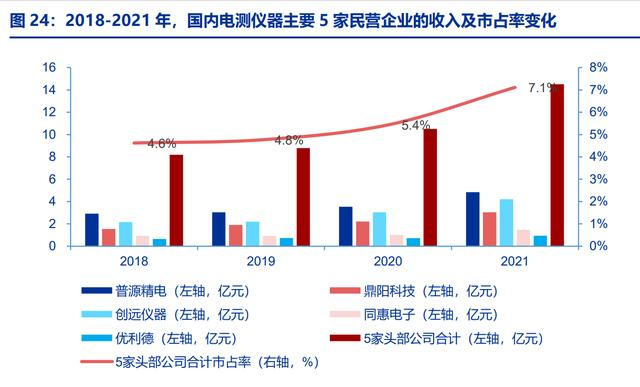 图 24：2018-2021 年，国内电测仪器主要 5 家民营企业的收入及市占率变化
16 8%
14 7.1% 7%
12 6%
10 4.6% 4.8% 5.4% 5%
8 4%
6 3%
4 2%
2 1%
0 0%
2018 2019 2020 2021
普源精电（左轴，亿元） 鼎阳科技（左轴，亿元）
创远仪器（左轴，亿元） 同惠电子（左轴，亿元）
优利德（左轴，亿元） 5家头部公司合计（左轴，亿元）
5家头部公司合计市占率（右轴，%）